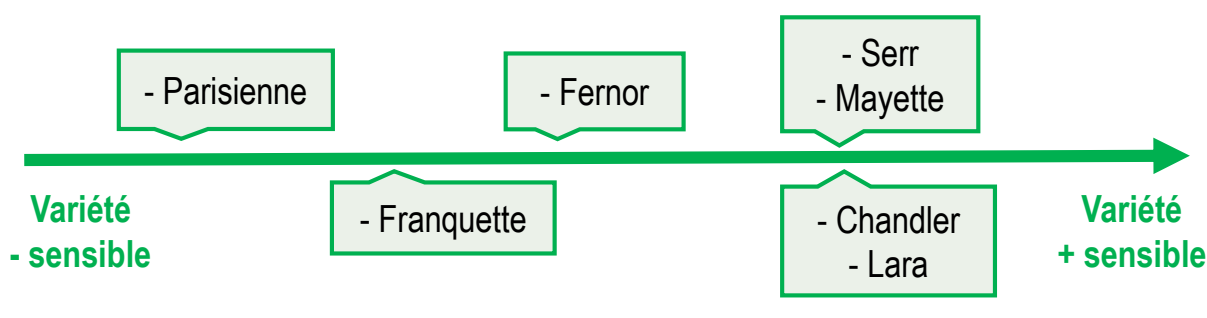 - Parisienne
- Fernor
- Serr
- Mayette
- Franquette
- Chandler
- Lara
Variété
- sensible
Variété
+ sensible